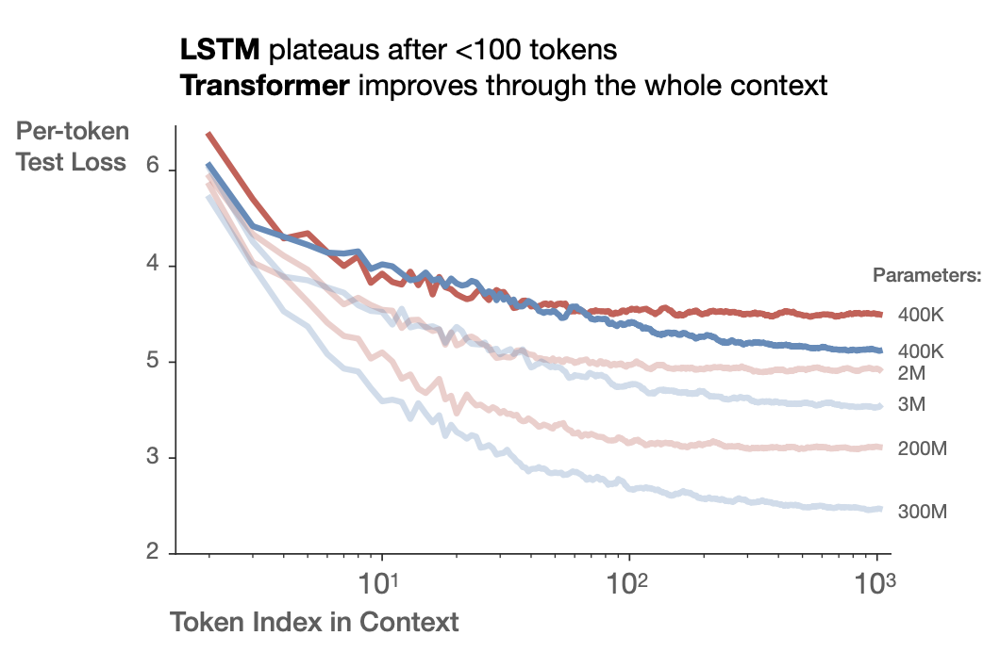 LSTM plateaus after <100 tokens
Transformer improves through the whole context
Per-token
Test Loss
6
4
5
3
2
Parameters:
400K
400K
2M
3M
200M
300M
10¹
10²
10³
Token Index in Context